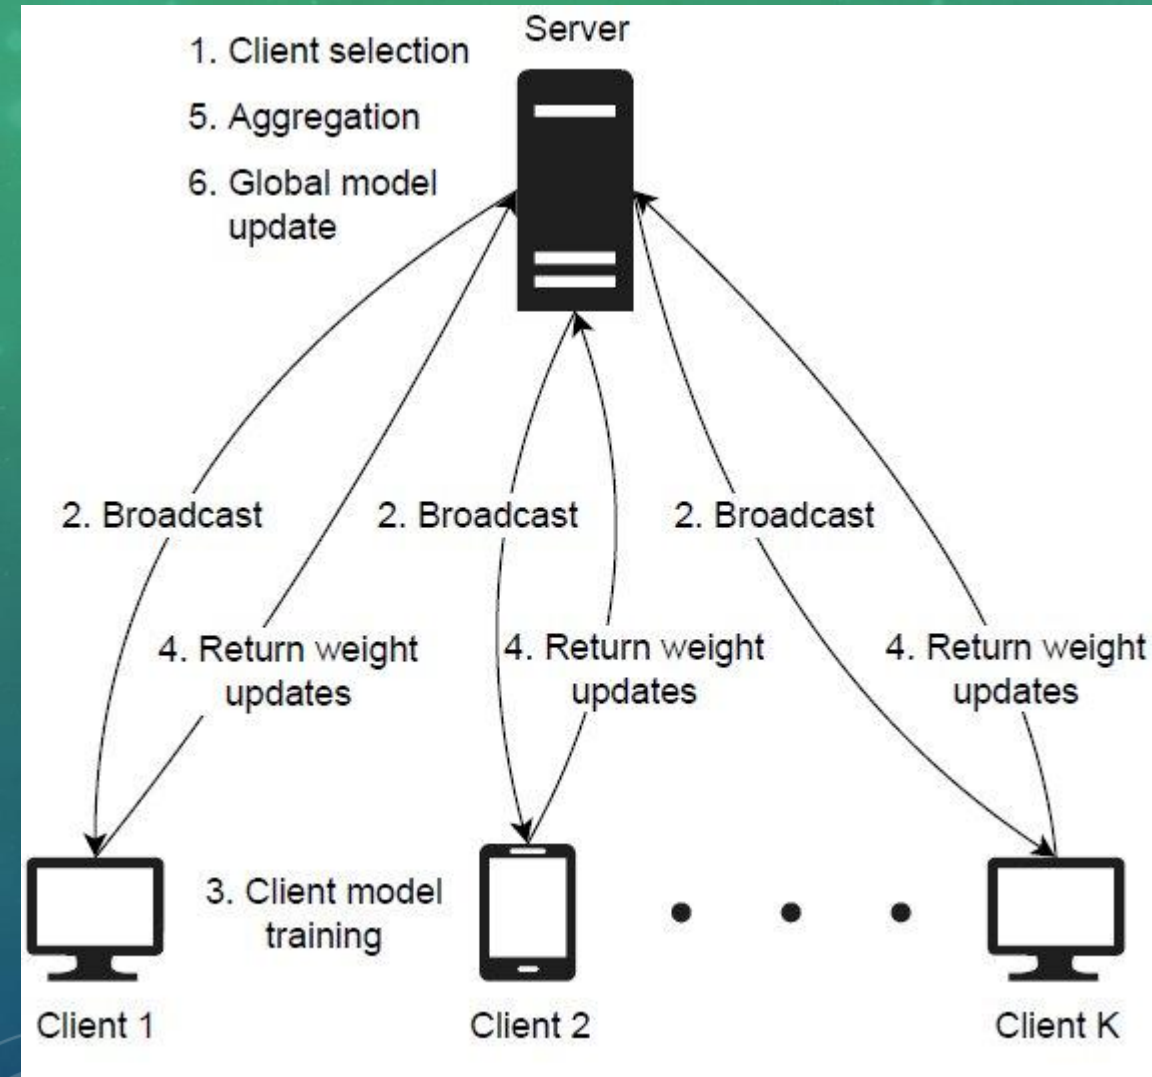 Server
1. Client selection
5. Aggregation
6. Global model
update
2. Broadcast
2. Broadcast
2. Broadcast
4. Return weight
updates
4. Return weight
updates
4. Return weight
updates
3. Client model
training
Client 1
Client 2
Client K